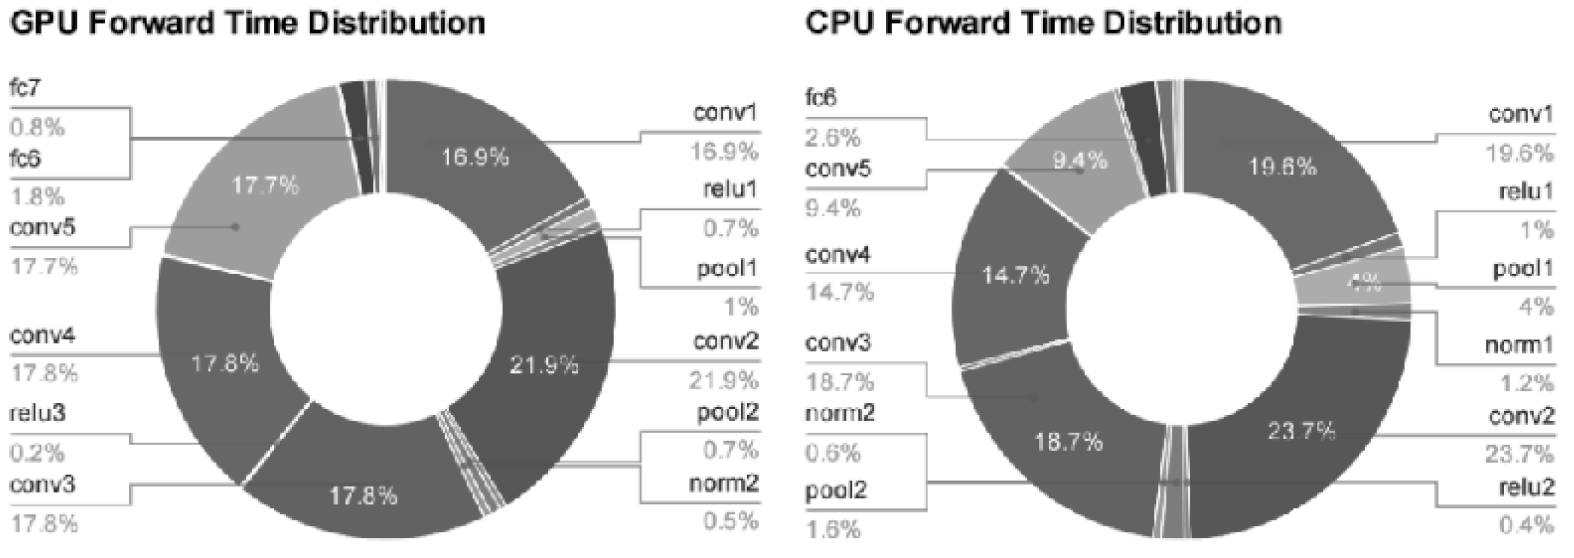 GPU Forward Time Distribution
fc7
0.8%
fc6
1.8%
conv5
17.7%
conv4
17.8%
relu3
0.2%
conv3
17.8%
16.9%
17.7%
17.8%
21.9%
17.8%
conv1
16.9%
relu1
0.7%
pool1
1%
conv2
21.9%
pool2
0.7%
norm2
0.5%
CPU Forward Time Distribution
fc6
2.6%
conv5
9.4%
conv4
14.7%
conv3
18.7%
norm2
0.6%
pool2
1.6%
9.4%
19.6%
14.7%
4%
18.7%
23.7%
conv1
19.6%
relu1
1%
pool1
4%
norm1
1.2%
conv2
23.7%
relu2
0.4%